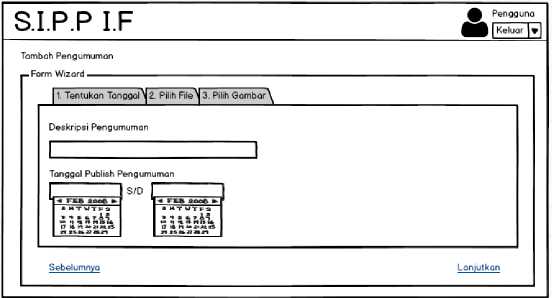 S.I.P.P I.F
Pengguna
Keluar
Tambah Pengumuman
Form Wizard
1. Tentukan Tanggal 2. Pilih File 3. Pilih Gambar
Deskripsi Pengumuman
Tanggal Publish Pengumuman
S/D
FEB 2008 FEB 2008
S M T W T F S S M T W T F S
Sebelumnya Lanjutkan